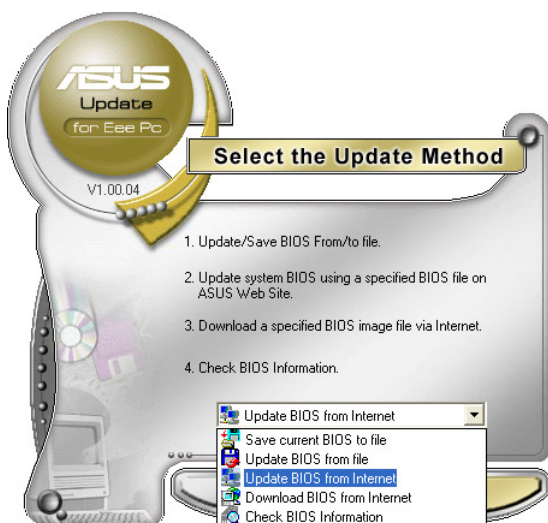 ASUS
Update
for Eee Pc
V1.00.04
Select the Update Method
1. Update/Save BIOS From/to file.
2. Update system BIOS using a specified BIOS file on
ASUS Web Site.
3. Download a specified BIOS image file via Internet.
4. Check BIOS Information.
Update BIOS from Internet
Save current BIOS to file
Update BIOS from file
Update BIOS from Internet
Download BIOS from Internet
Check BIOS Information